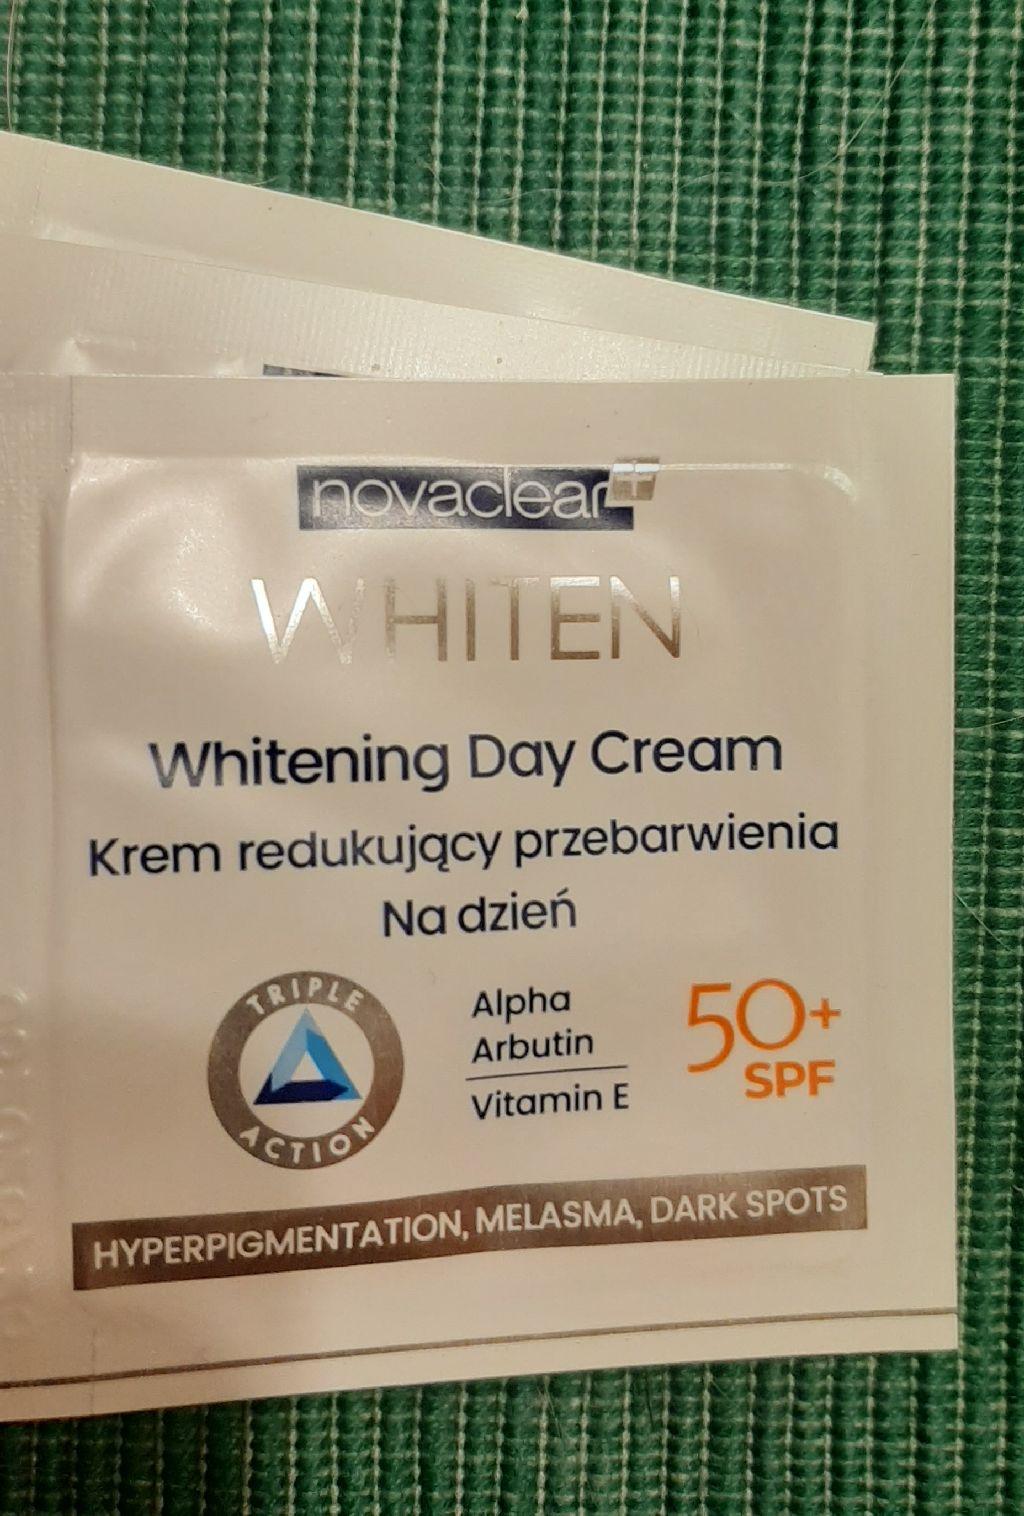 novaclear
WHITEN
Whitening Day Cream
Krem redukujący przebarwienia
Na dzień
TRIPLE
ACTION
Alpha
Arbutin
Vitamin E
50+
SPF
HYPERPIGMENTATION, MELASMA, DARK SPOTS